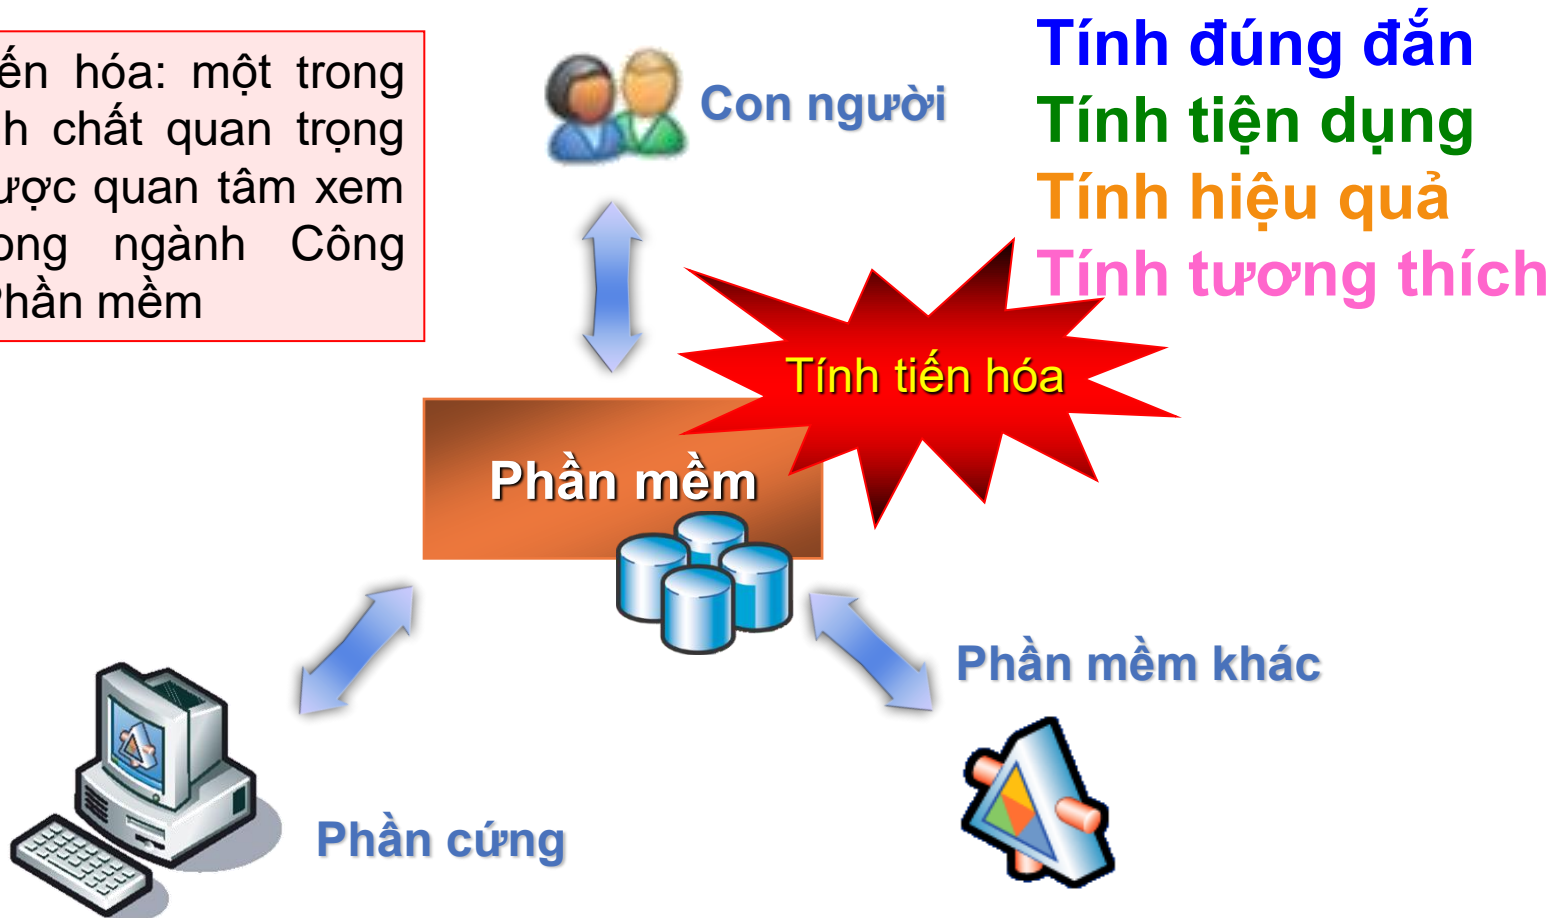 ến hóa: một trong
h chất quan trọng
ược quan tâm xem
ong ngành Công
Phần mềm
Con người
Tính đúng đắn
Tính tiện dụng
Tính hiệu quả
Tính tương thích
Tính tiến hóa
Phần mềm
Phần mềm khác
Phần cứng